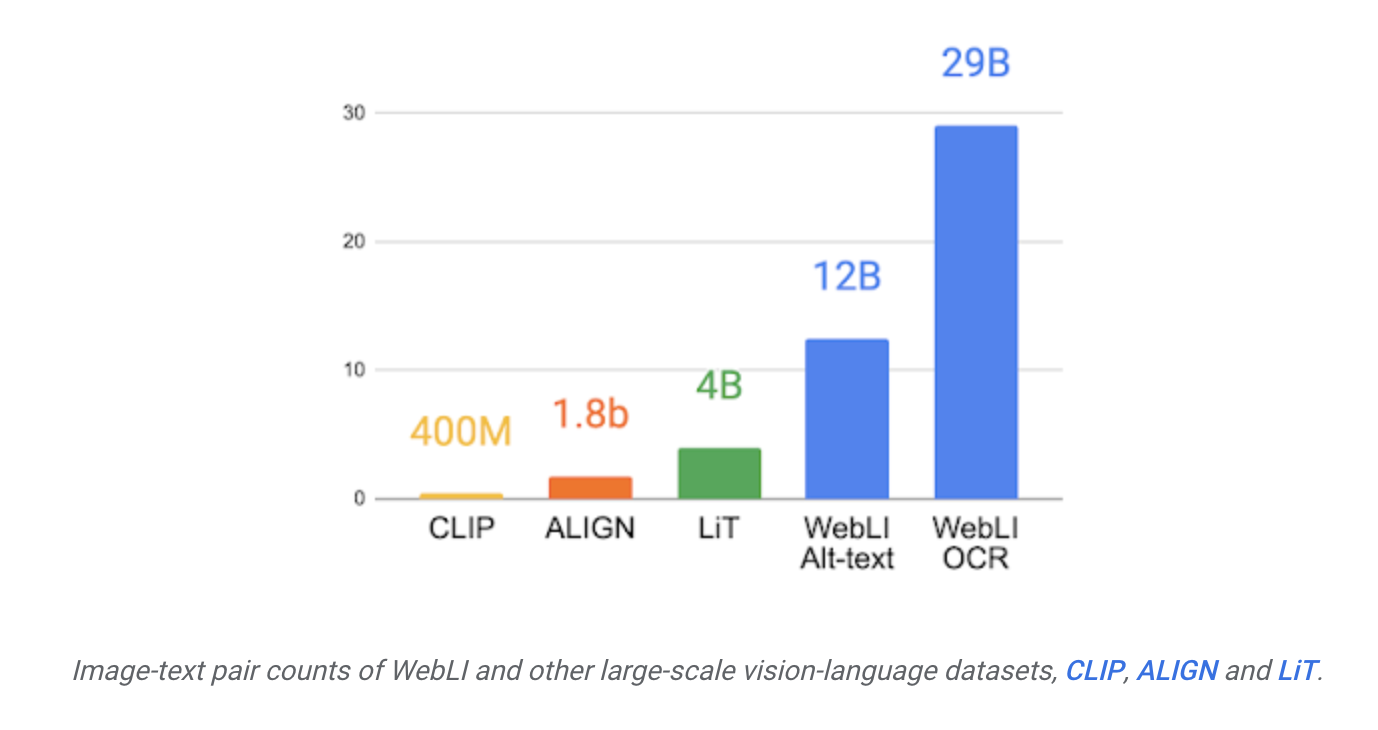 29B
30
20
12B
10
4B
1.8b
400M
0
CLIP ALIGN LiT WebLI Alt-text WebLI OCR
Image-text pair counts of WebLI and other large-scale vision-language datasets, CLIP, ALIGN and LiT.